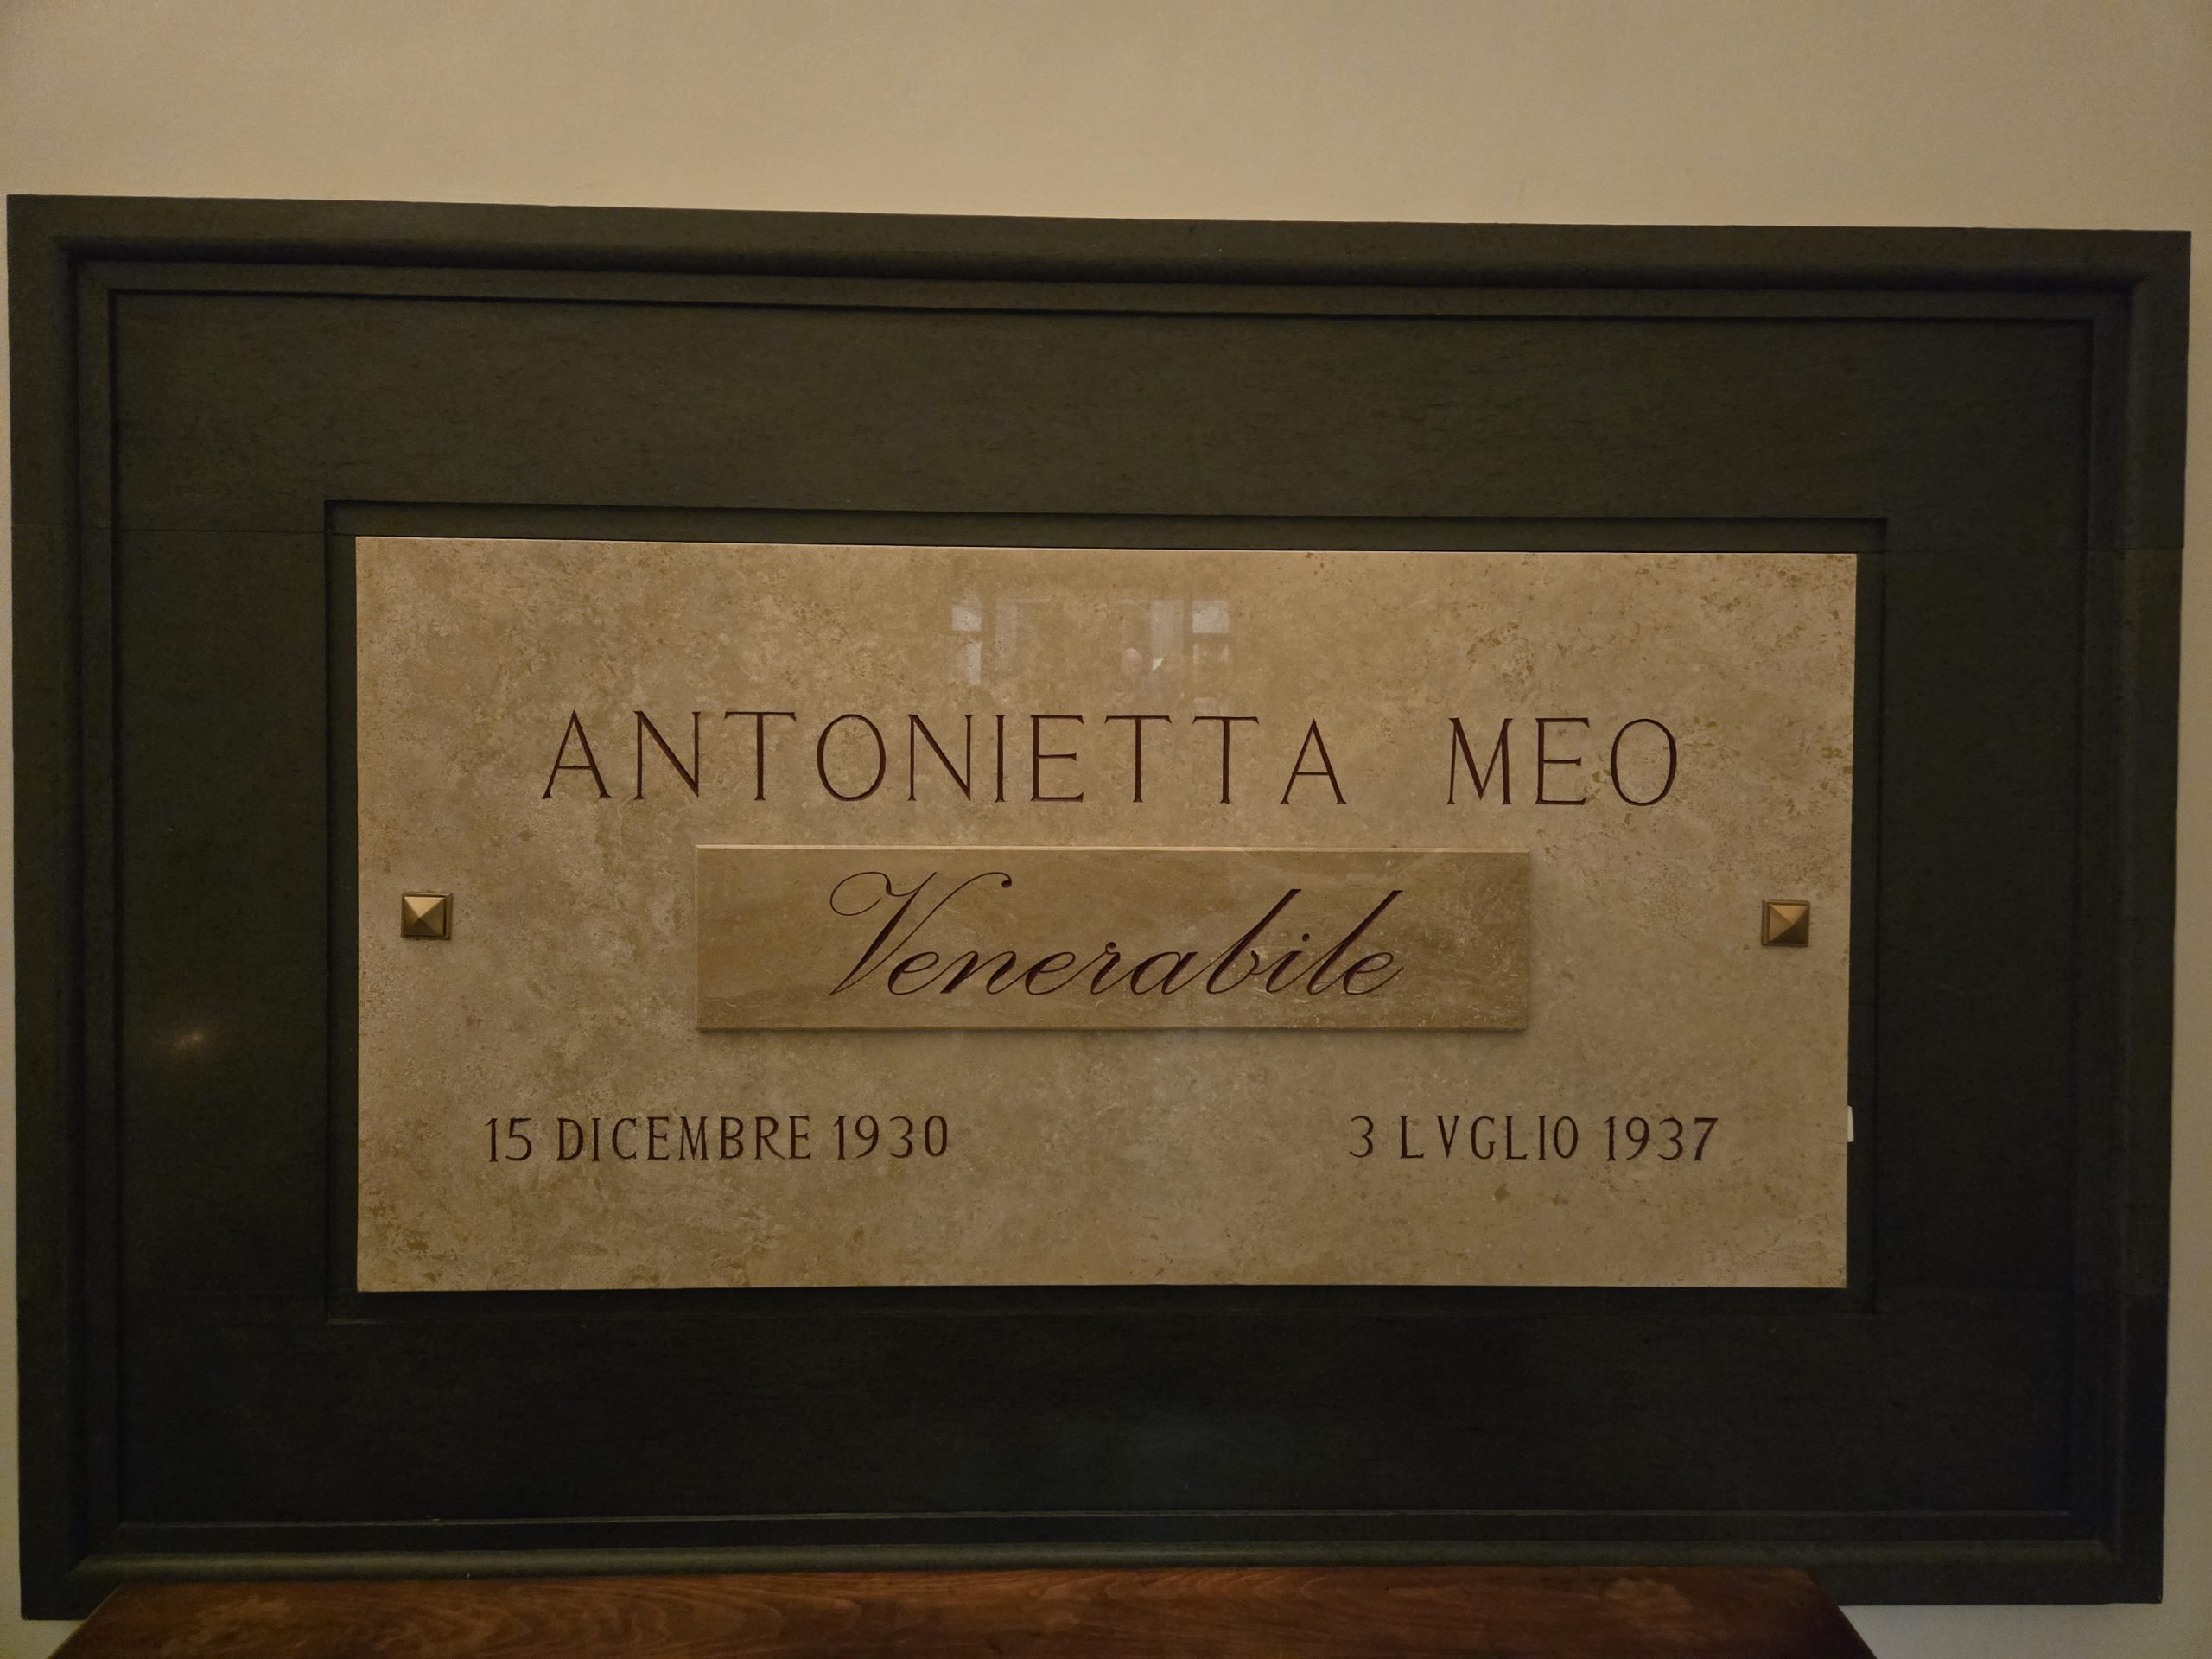 ANTONIETTA MEO
Venerabile
15 DICEMBRE 1930
3 LVGLIO 1937